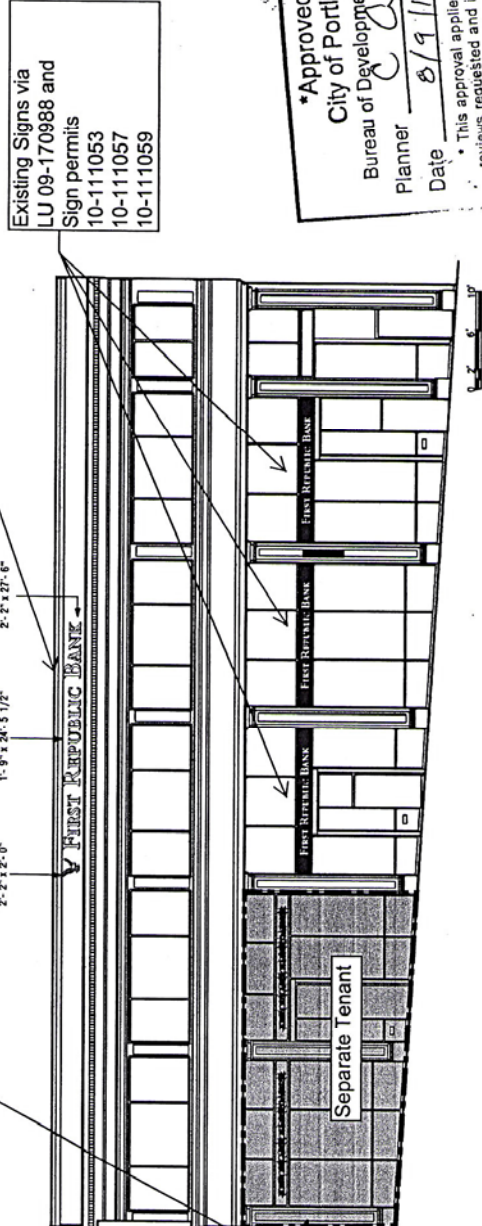 Existing Signs via
LU 09-170988 and
Sign permits
10-111053
10-111057
10-111059
*Approved
City of Portl
Bureau of Developme
Planner
Date 8/9/1
* This approval applie
reviews requested and
2'- 2" x 2'- 0"
1'- 9" x 24'- 5 1/2"
2'- 2" x 27'- 6"
FIRST REPUBLIC BANK
FIRST REPUBLIC BANK
FIRST REPUBLIC BANK
FIRST REPUBLIC BANK
Separate Tenant
0 2' 6' 10'